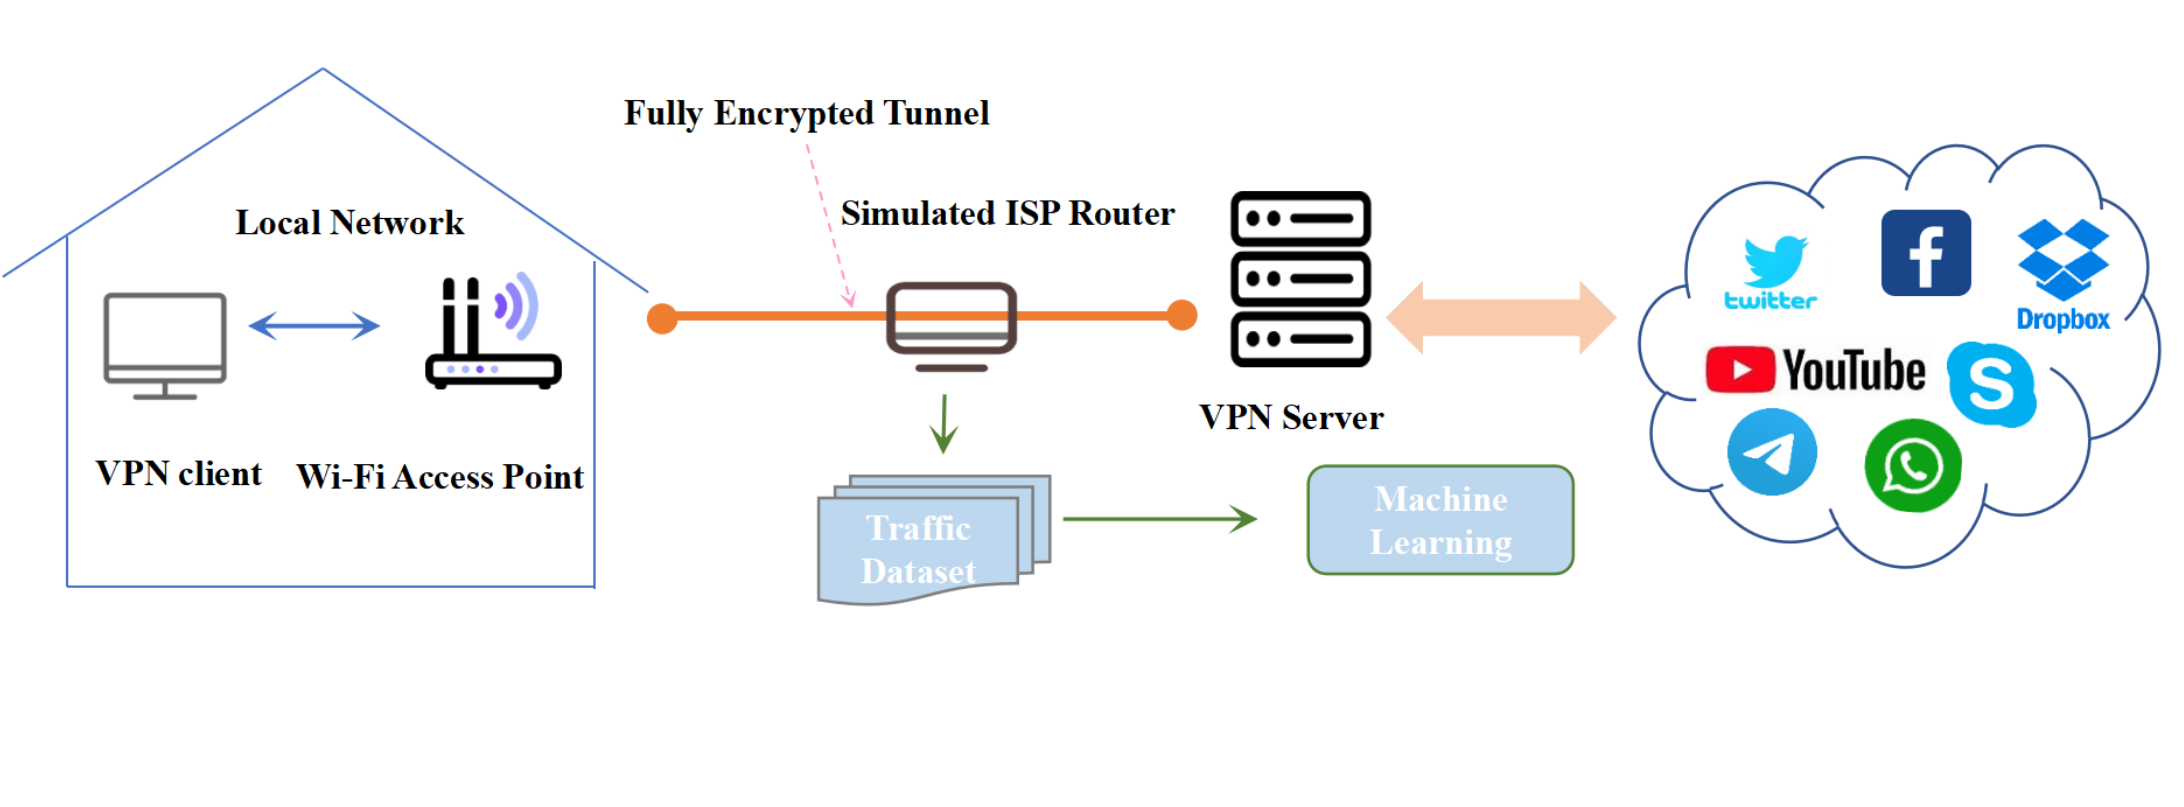 Fully Encrypted Tunnel
Local Network
Simulated ISP Router
VPN client
Wi-Fi Access Point
VPN Server
Traffic
Dataset
Machine
Learning
twitter
f
Dropbox
YouTube
S